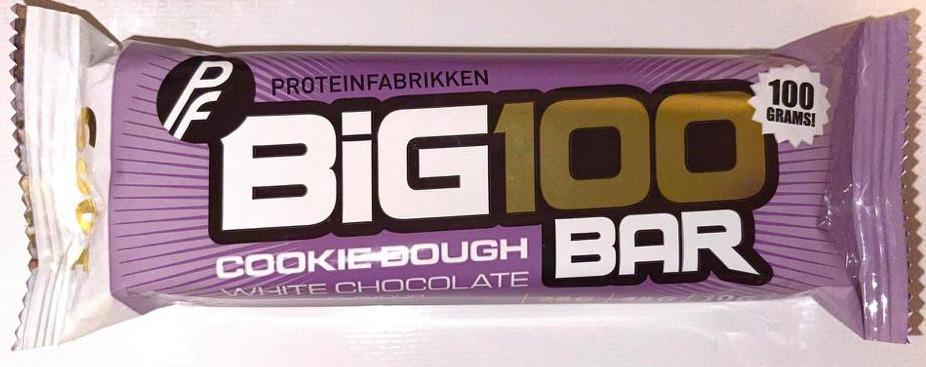 PF
PROTEINFABRIKKEN
BiG100
100
GRAMS!
BAR
COOKIE DOUGH
WHITE CHOCOLATE